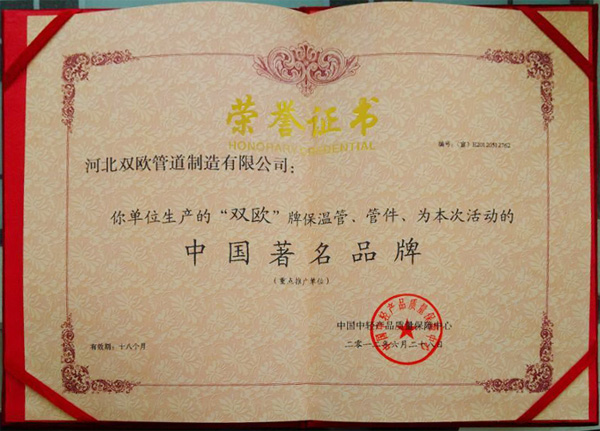 荣誉证书
HONORARY CREDENTIAL
河北双欧管道制造有限公司：
你单位生产的“双欧”牌保温管、管件、为本次活动的
中国著名品牌
（重点推广单位）
中国中轻产品质量保障中心
有效期：十八个月